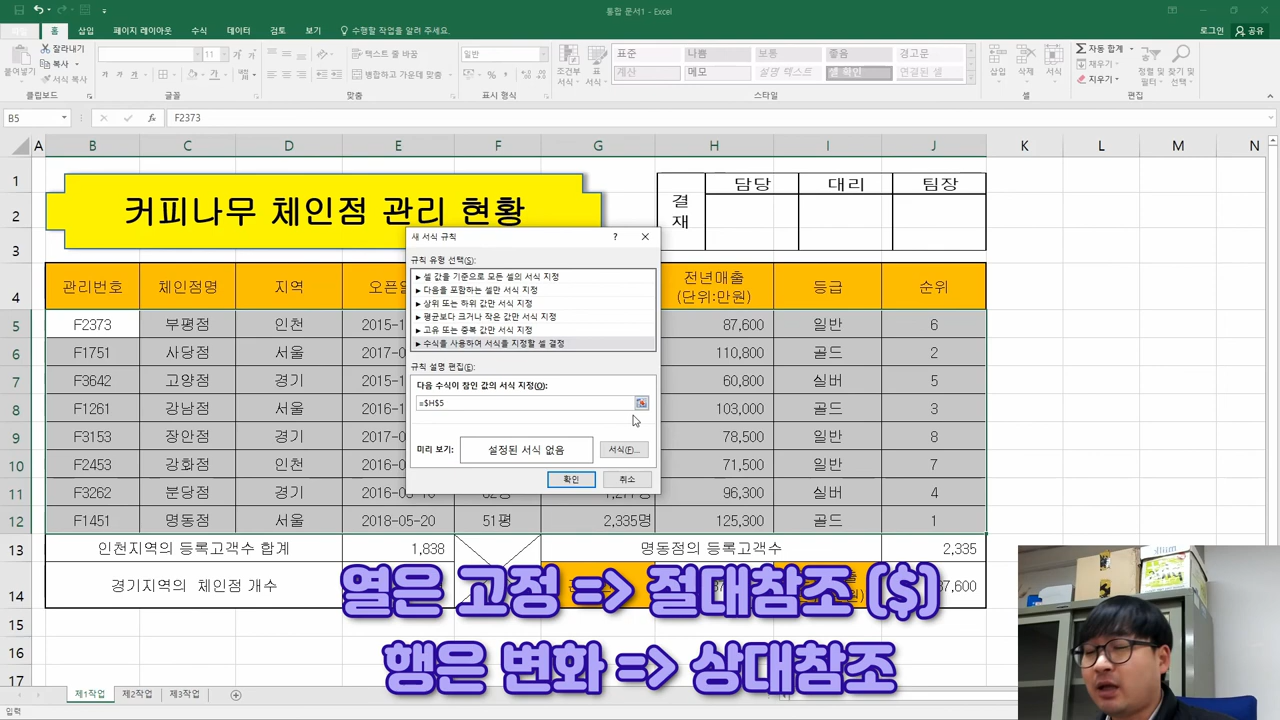 통합 문서1 - Excel
로그인 공유
파일 홈 삽입 페이지 레이아웃 수식 데이터 검토 보기 수행할 작업을 알려 주세요.
붙여넣기 잘라내기 복사 서식 복사
11 가 가
텍스트 줄 바꿈
병합하고 가운데 맞춤
일반
조건부 서식 표 서식
표준 나쁨 보통 좋음 경고문
계산 메모 설명 텍스트 셀 확인 연결된 셀
삽입 삭제 서식
자동 합계 채우기 지우기
정렬 및 필터 찾기 및 선택
클립보드 글꼴 맞춤 표시 형식 스타일 셀 편집
B5 fx F2373
A B C D E F G H I J K L M N
1 2 3
커피나무 체인점 관리 현황
결재 담당 대리 팀장
4 관리번호 체인점명 지역 오픈일 전년매출 (단위:만원) 등급 순위
5 F2373 부평점 인천 2015-1 87,600 일반 6
6 F1751 사당점 서울 2017-0 110,800 골드 2
7 F3642 고양점 경기 2015-1 60,800 실버 5
8 F1261 강남점 서울 2016-0 103,000 골드 3
9 F3153 장안점 경기 2017-0 78,500 일반 8
10 F2453 강화점 인천 2016-0 71,500 일반 7
11 F3262 분당점 경기 96,300 실버 4
12 F1451 명동점 서울 2018-05-20 51평 2,335명 125,300 골드 1
13 인천지역의 등록고객수 합계 1,838 명동점의 등록고객수 2,335
14 경기지역의 체인점 개수
15
16
17
새 서식 규칙 ?
규칙 유형 선택(S):
► 셀 값을 기준으로 모든 셀의 서식 지정
► 다음을 포함하는 셀만 서식 지정
► 상위 또는 하위 값만 서식 지정
► 평균보다 크거나 작은 값만 서식 지정
► 고유 또는 중복 값만 서식 지정
► 수식을 사용하여 서식을 지정할 셀 결정
규칙 설명 편집(E):
다음 수식이 참인 값의 서식 지정(O):
=$H$5
미리 보기: 설정된 서식 없음 서식(F)...
확인 취소
열은 고정 => 절대참조 ($)
행은 변화 => 상대참조
제1작업 제2작업 제3작업
입력